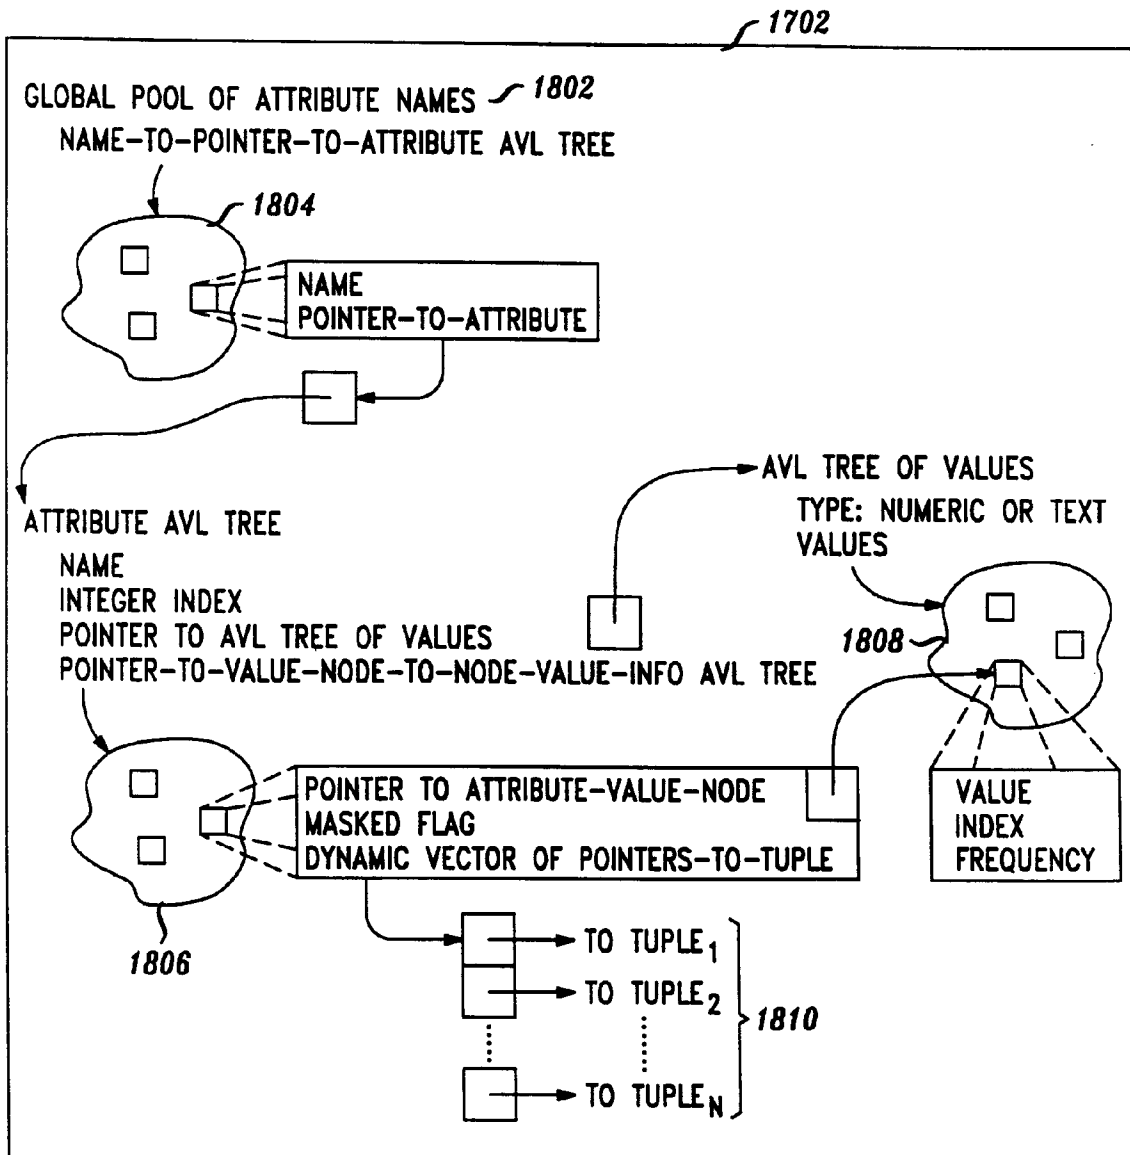 1702
GLOBAL POOL OF ATTRIBUTE NAMES 1802
NAME-TO-POINTER-TO-ATTRIBUTE AVL TREE
1804
NAME
POINTER-TO-ATTRIBUTE
AVL TREE OF VALUES
TYPE: NUMERIC OR TEXT
VALUES
ATTRIBUTE AVL TREE
NAME
INTEGER INDEX
POINTER TO AVL TREE OF VALUES
POINTER-TO-VALUE-NODE-TO-NODE-VALUE-INFO AVL TREE
1808
POINTER TO ATTRIBUTE-VALUE-NODE
MASKED FLAG
DYNAMIC VECTOR OF POINTERS-TO-TUPLE
VALUE
INDEX
FREQUENCY
1806
TO TUPLE1
TO TUPLE2
TO TUPLEN
1810